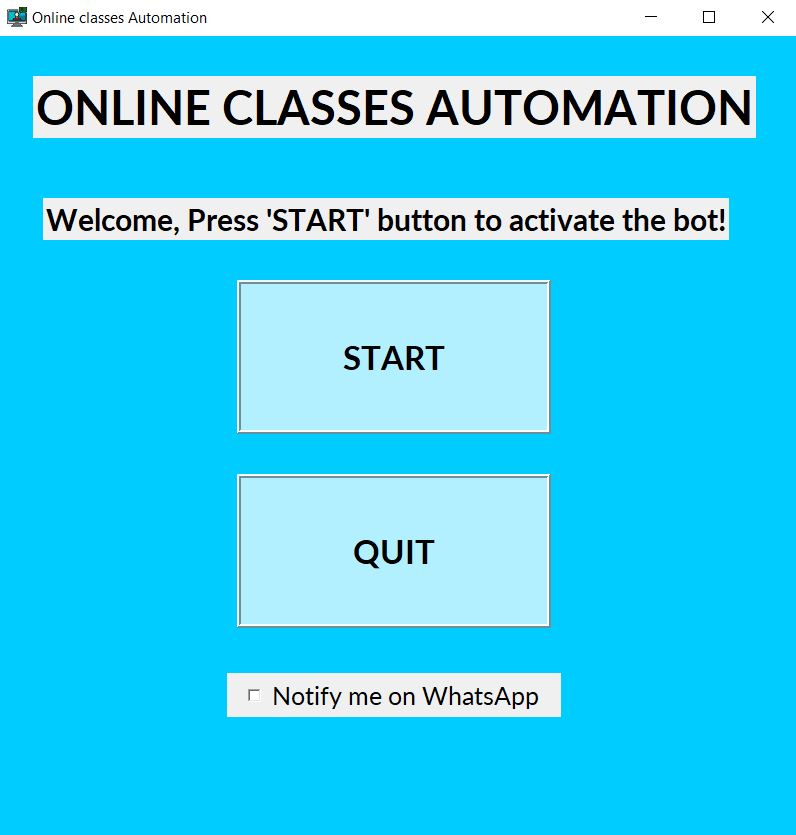 Online classes Automation
ONLINE CLASSES AUTOMATION
Welcome, Press 'START' button to activate the bot!
START
QUIT
Notify me on WhatsApp